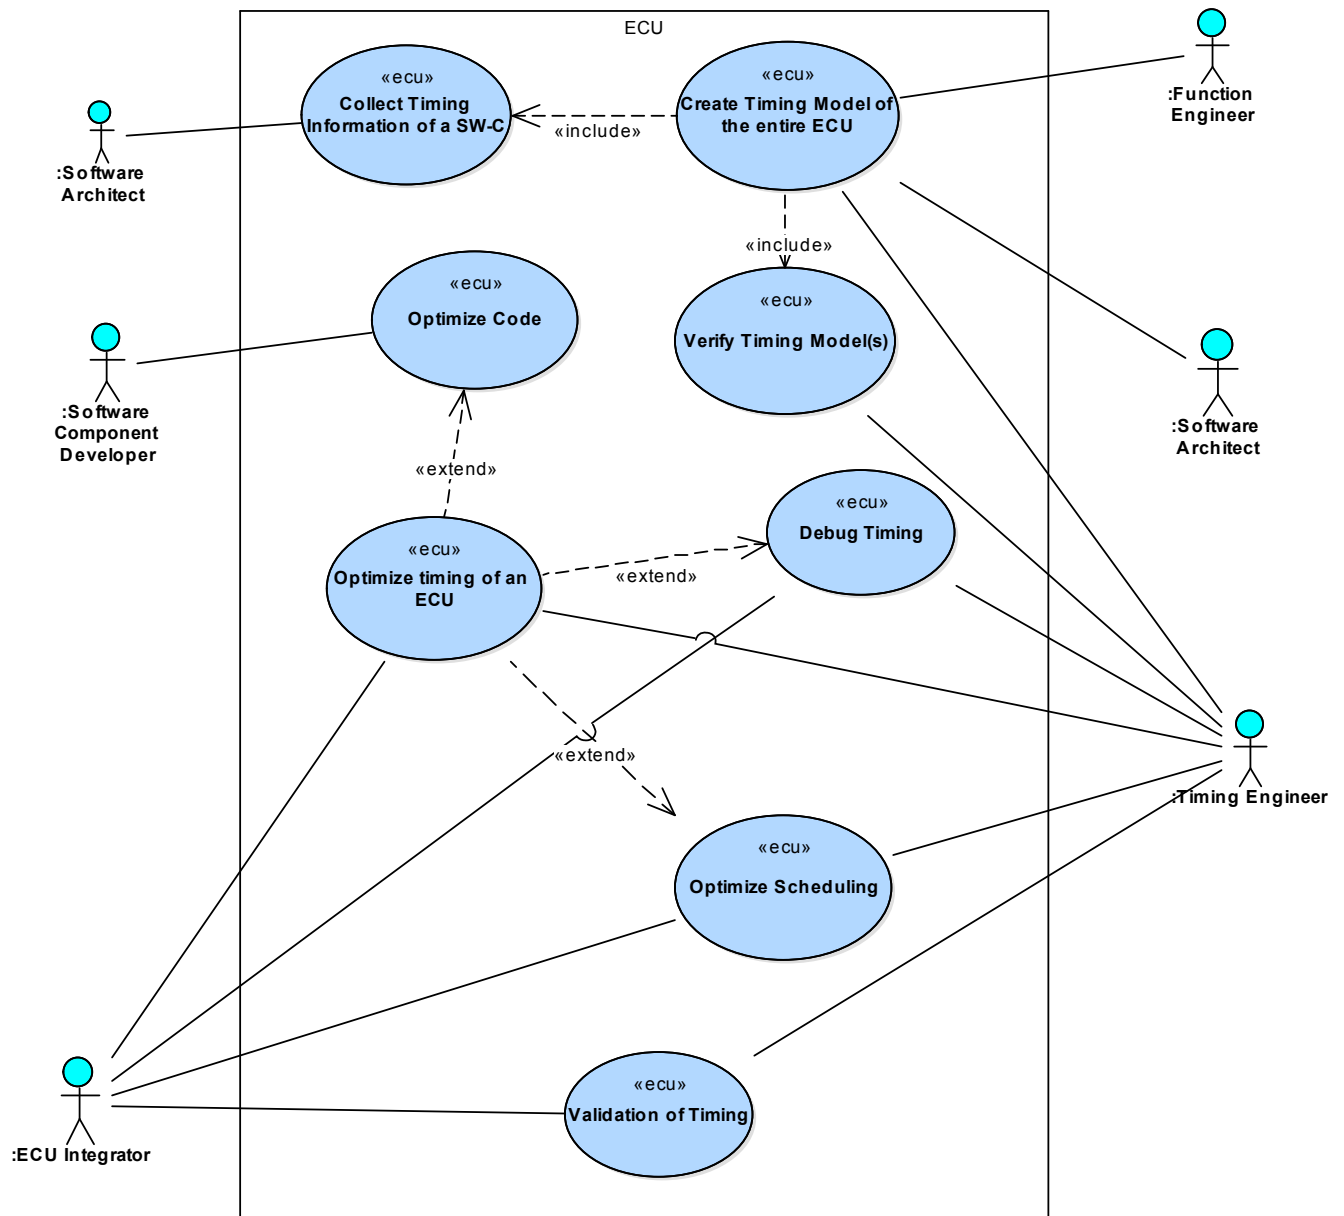 ECU
«ecu»
Collect Timing
Information of a SW-C
«include»
«ecu»
Create Timing Model of
the entire ECU
:Function
Engineer
:Software
Architect
«include»
«ecu»
Optimize Code
«ecu»
Verify Timing Model(s)
:Software
Component
Developer
:Software
Architect
«extend»
«ecu»
Debug Timing
«ecu»
Optimize timing of an
ECU
«extend»
«extend»
:Timing Engineer
«ecu»
Optimize Scheduling
«ecu»
Validation of Timing
:ECU Integrator